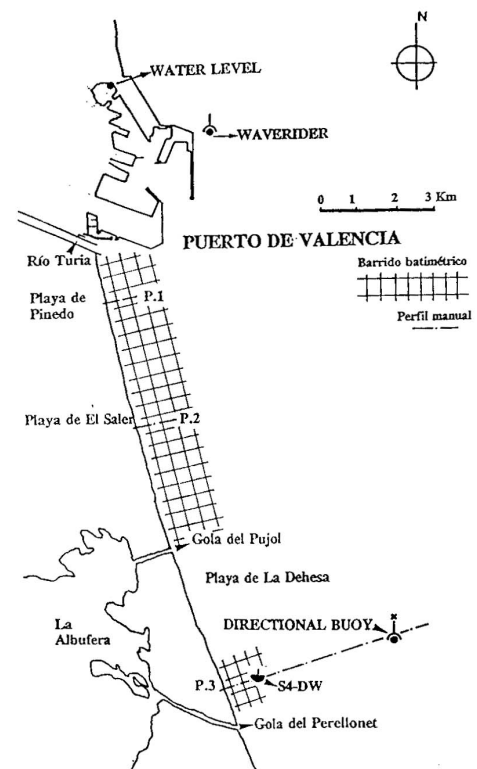 N
WATER LEVEL
WAVERIDER
0 1 2 3 Km
PUERTO DE VALENCIA
Río Turia
Barrido batimétrico
Playa de
Pinedo
P.1
Perfil manual
Playa de El Saler
P.2
Gola del Pujol
Playa de La Dehesa
La
Albufera
DIRECTIONAL BUOY
x
P.3
S4-DW
Gola del Perellonet